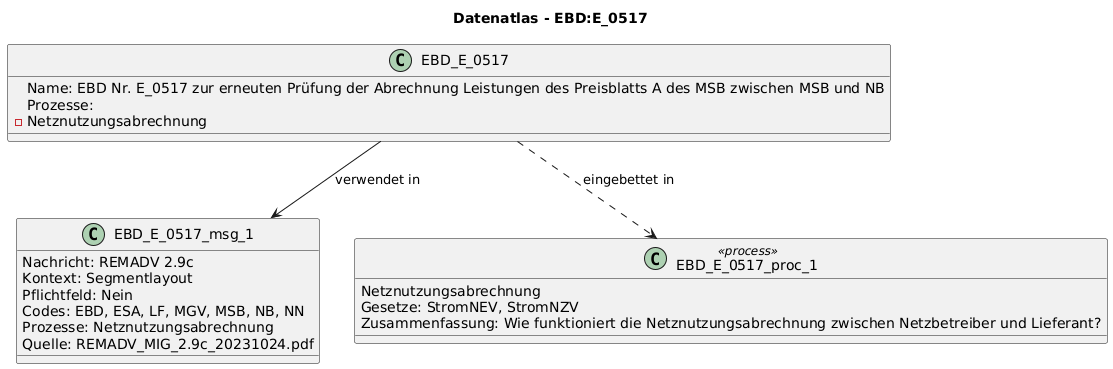 Datenatlas - EBD:E_0517
C EBD_E_0517
Name: EBD Nr. E_0517 zur erneuten Prüfung der Abrechnung Leistungen des Preisblatts A des MSB zwischen MSB und NB
Prozesse:
Netznutzungsabrechnung
verwendet in
eingebettet in
C EBD_E_0517_msg_1
Nachricht: REMADV 2.9c
Kontext: Segmentlayout
Pflichtfeld: Nein
Codes: EBD, ESA, LF, MGV, MSB, NB, NN
Prozesse: Netznutzungsabrechnung
Quelle: REMADV_MIG_2.9c_20231024.pdf
«process»
C EBD_E_0517_proc_1
Netznutzungsabrechnung
Gesetze: StromNEV, StromNZV
Zusammenfassung: Wie funktioniert die Netznutzungsabrechnung zwischen Netzbetreiber und Lieferant?